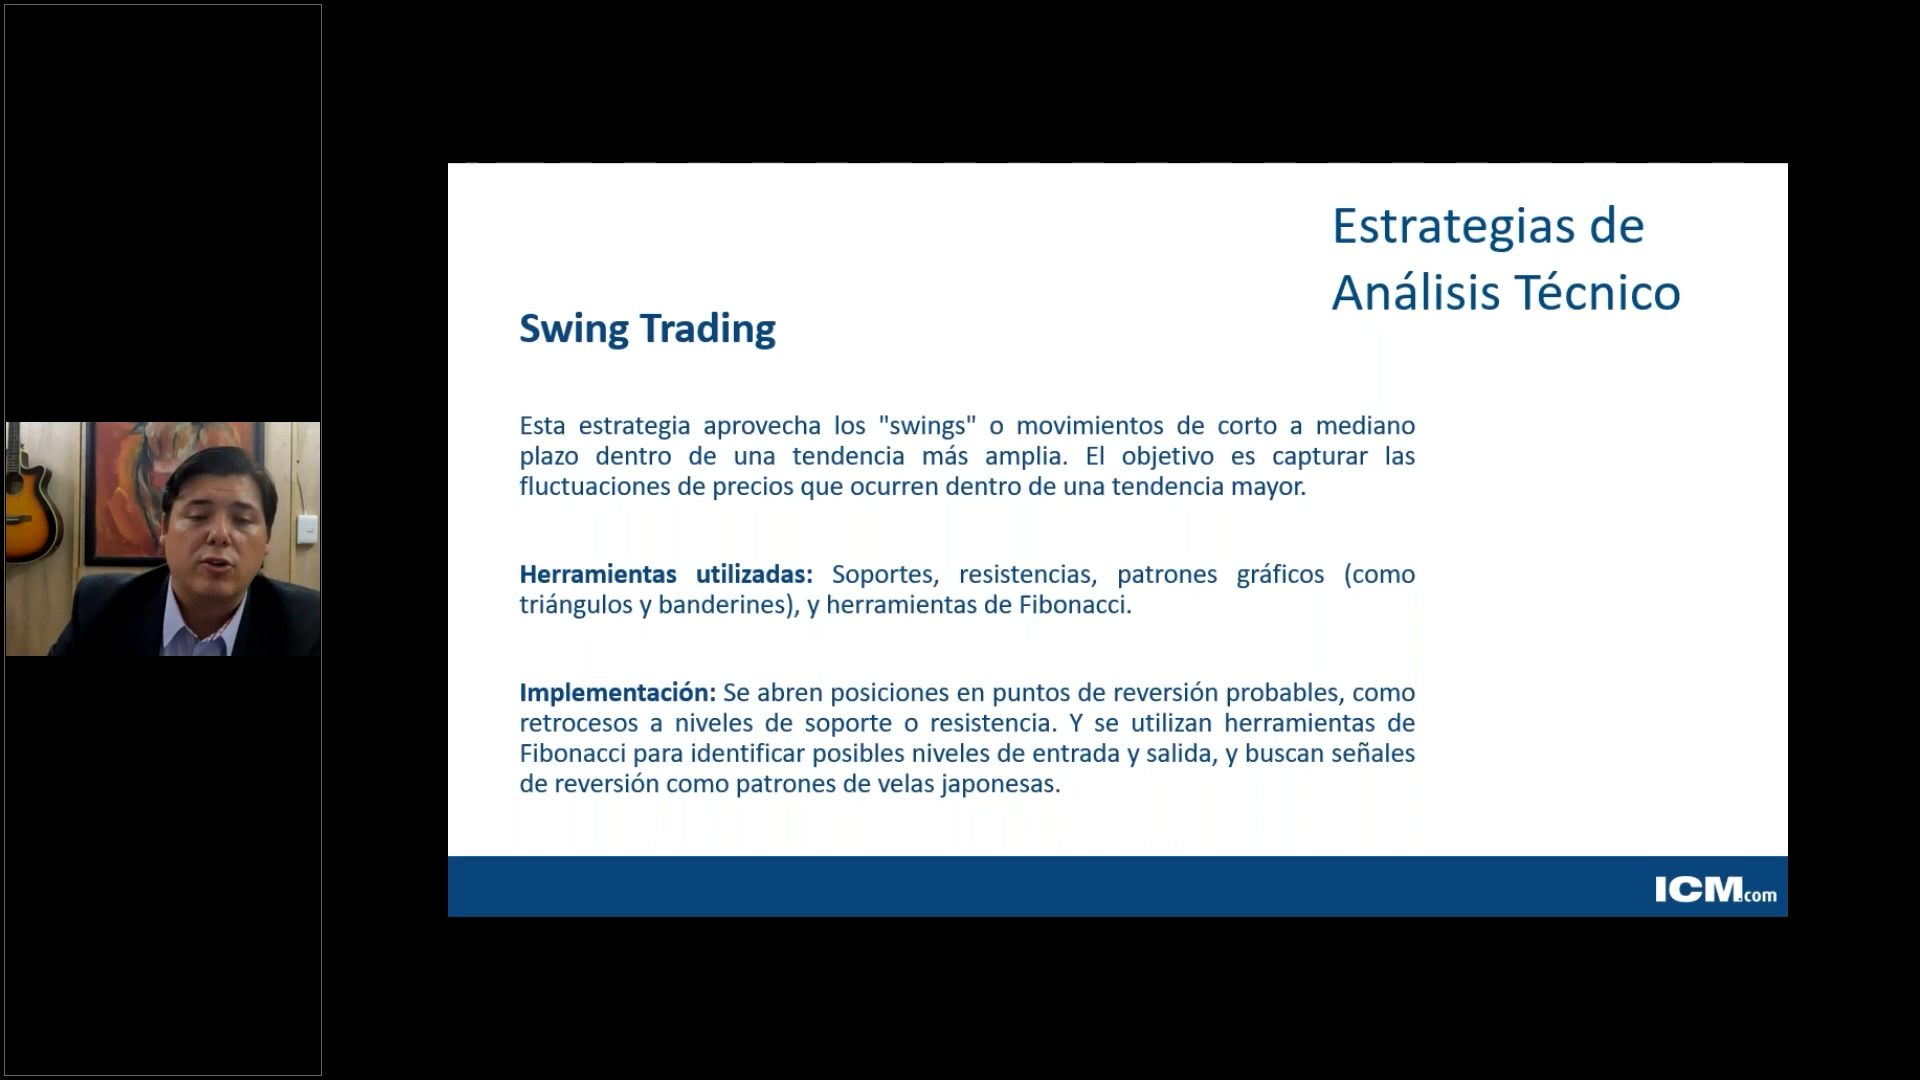 Estrategias de
Análisis Técnico
Swing Trading
Esta estrategia aprovecha los "swings" o movimientos de corto a mediano
plazo dentro de una tendencia más amplia. El objetivo es capturar las
fluctuaciones de precios que ocurren dentro de una tendencia mayor.
Herramientas utilizadas: Soportes, resistencias, patrones gráficos (como
triángulos y banderines), y herramientas de Fibonacci.
Implementación: Se abren posiciones en puntos de reversión probables, como
retrocesos a niveles de soporte o resistencia. Y se utilizan herramientas de
Fibonacci para identificar posibles niveles de entrada y salida, y buscan señales
de reversión como patrones de velas japonesas.
ICM.com